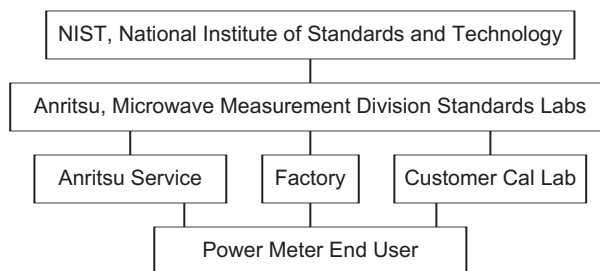 NIST, National Institute of Standards and Technology
Anritsu, Microwave Measurement Division Standards Labs
Anritsu Service
Factory
Customer Cal Lab
Power Meter End User